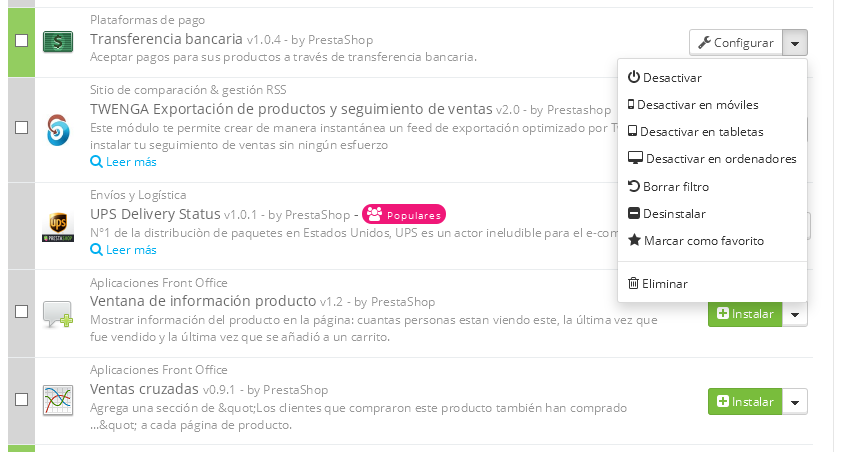 Plataformas de pago
Transferencia bancaria v1.0.4 - by PrestaShop
Aceptar pagos para sus productos a través de transferencia bancaria.
Configurar
Desactivar
Desactivar en móviles
Desactivar en tabletas
Desactivar en ordenadores
Borrar filtro
Desinstalar
Marcar como favorito
Eliminar
Sitio de comparación & gestión RSS
TWENGA Exportación de productos y seguimiento de ventas v2.0 - by Prestashop
Este módulo te permite crear de manera instantánea un feed de exportación optimizado por
instalar tu seguimiento de ventas sin ningún esfuerzo
Leer más
Envíos y Logística
UPS Delivery Status v1.0.1 - by PrestaShop - Populares
ups
PRESTASHOP
N°1 de la distribuciòn de paquetes en Estados Unidos, UPS es un actor ineludible para el e-com
Leer más
Aplicaciones Front Office
Ventana de información producto v1.2 - by PrestaShop
Mostrar información del producto en la página: cuantas personas estan viendo este, la última vez que
fue vendido y la última vez que se añadió a un carrito.
Instalar
Aplicaciones Front Office
Ventas cruzadas v0.9.1 - by PrestaShop
Agrega una sección de &quot;Los clientes que compraron este producto también han comprado
...&quot; a cada página de producto.
Instalar